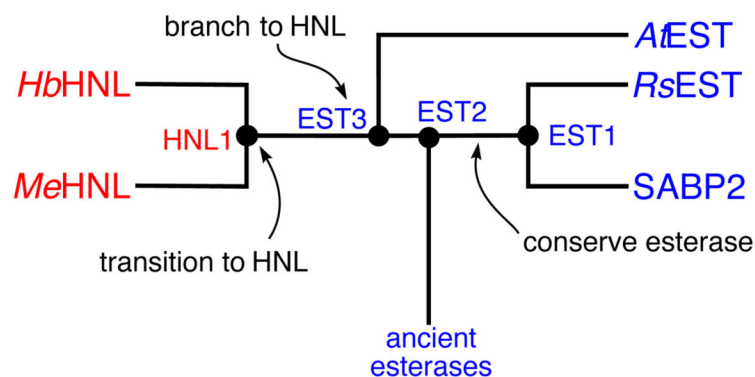 branch to HNL
AtEST
HbHNL
RsEST
EST3
EST2
HNL1
EST1
MeHNL
SABP2
transition to HNL
conserve esterase
ancient
esterases